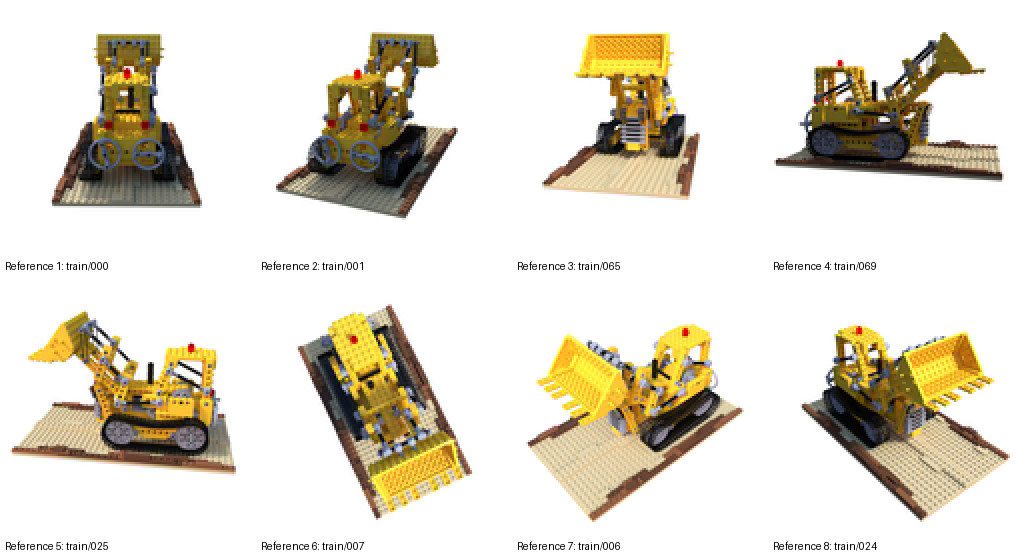 Reference 1: train/000
Reference 2: train/001
Reference 3: train/065
Reference 4: train/069
Reference 5: train/025
Reference 6: train/007
Reference 7: train/006
Reference 8: train/024